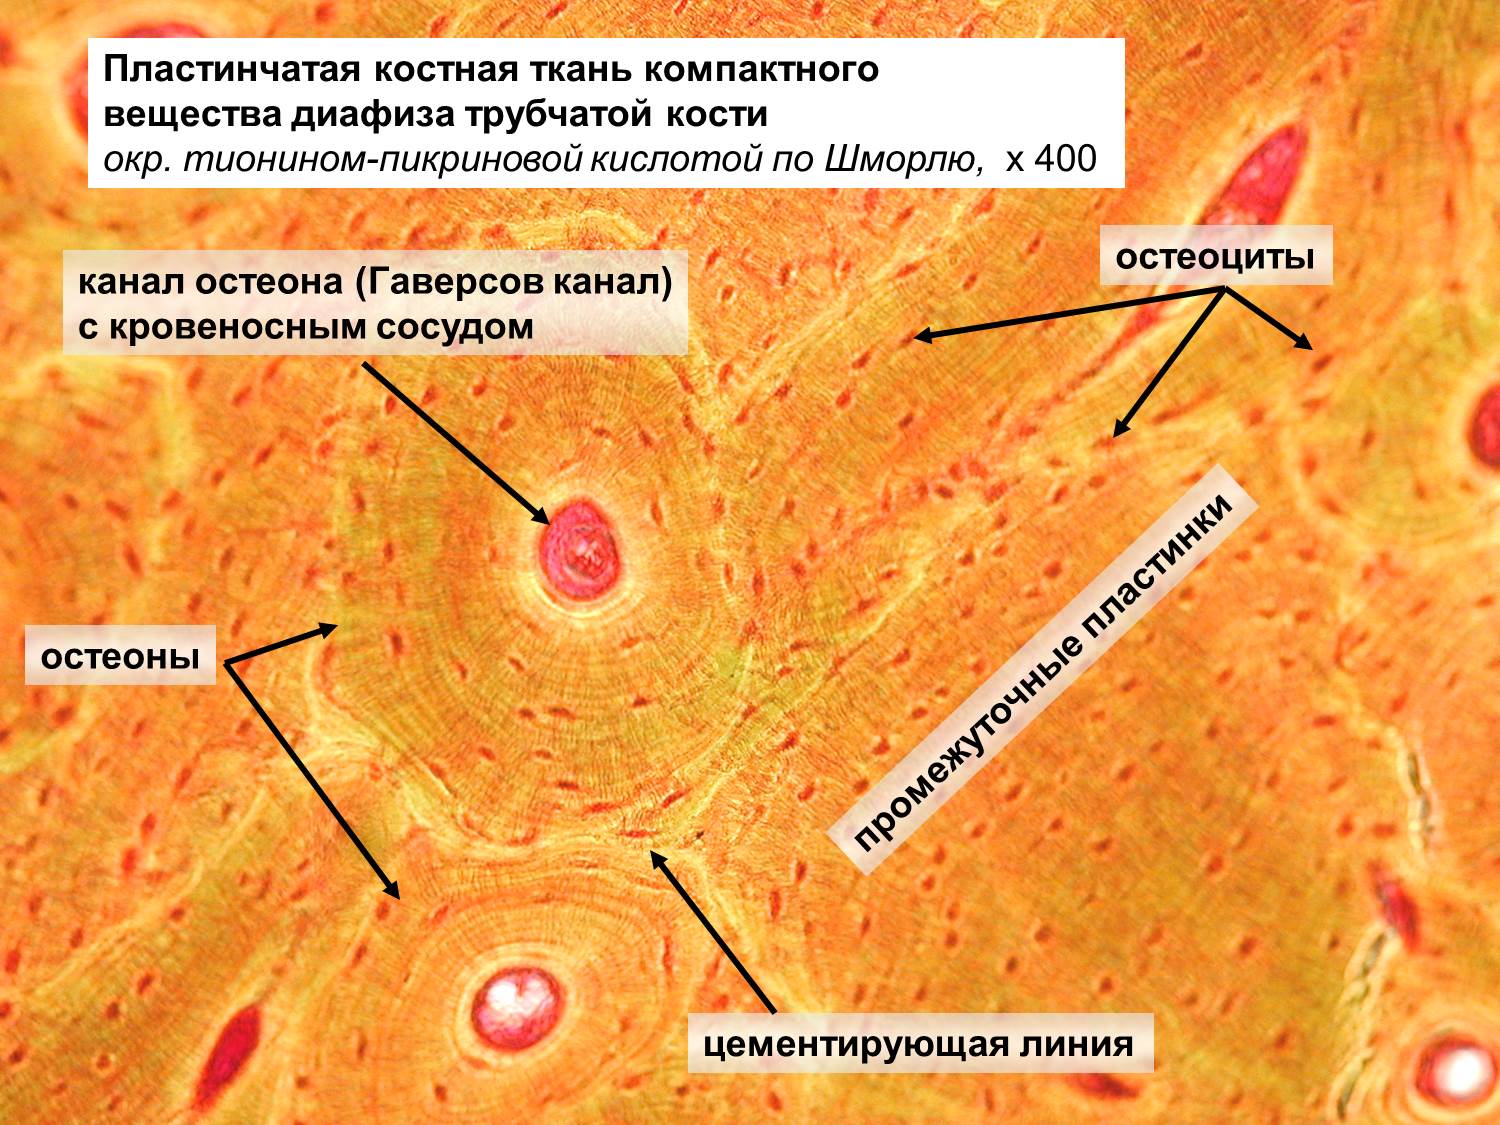 Пластинчатая костная ткань компактного
вещества диафиза трубчатой кости
окр. тионином-пикриновой кислотой по Шморлю, х 400
остеоциты
канал остеона (Гаверсов канал)
с кровеносным сосудом
промежуточные пластинки
остеоны
цементирующая линия